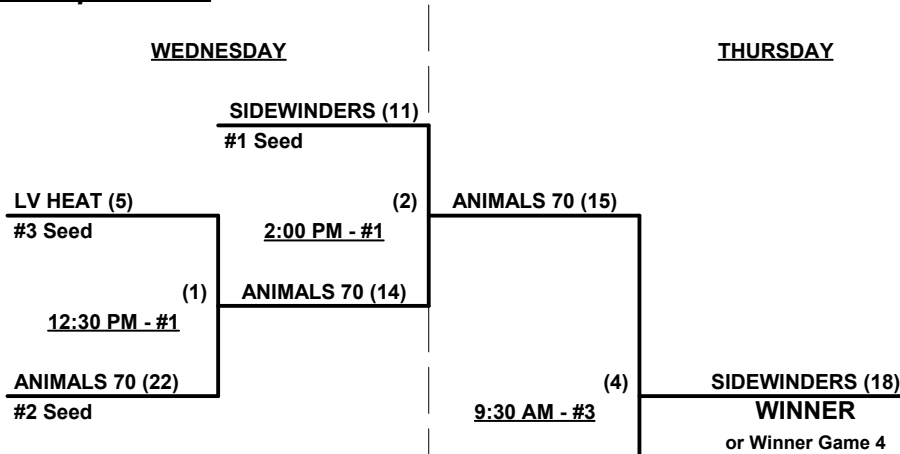 WEDNESDAY
THURSDAY
SIDEWINDERS (11)
#1 Seed
LV HEAT (5)
(2)
ANIMALS 70 (15)
#3 Seed
2:00 PM - #1
(1)
ANIMALS 70 (14)
12:30 PM - #1
ANIMALS 70 (22)
(4)
SIDEWINDERS (18)
#2 Seed
9:30 AM - #3
WINNER
or Winner Game 4